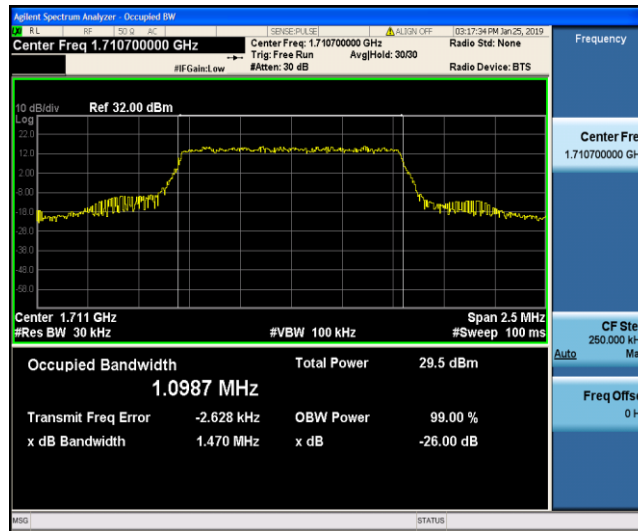 Agilent Spectrum Analyzer - Occupied BW
RL RF 50 Ω AC SENSE:PULSE ALIGN OFF 03:17:34 PM Jan 25, 2019
Center Freq 1.710700000 GHz
Center Freq: 1.710700000 GHz
Radio Std: None
Trig: Free Run
Avg|Hold: 30/30
#IFGain:Low
#Atten: 30 dB
Radio Device: BTS
10 dB/div Ref 32.00 dBm
Log
22.0
12.0
2.00
-8.00
-18.0
-28.0
-38.0
-48.0
-58.0
Center 1.711 GHz
Span 2.5 MHz
#Res BW 30 kHz
#VBW 100 kHz
#Sweep 100 ms
Occupied Bandwidth
1.0987 MHz
Total Power 29.5 dBm
Transmit Freq Error -2.628 kHz
OBW Power 99.00 %
x dB Bandwidth 1.470 MHz
x dB -26.00 dB
MSG
STATUS
Frequency
Center Fre
1.710700000 GH
CF Ste
250.000 kH
Auto Ma
Freq Offse
0 H